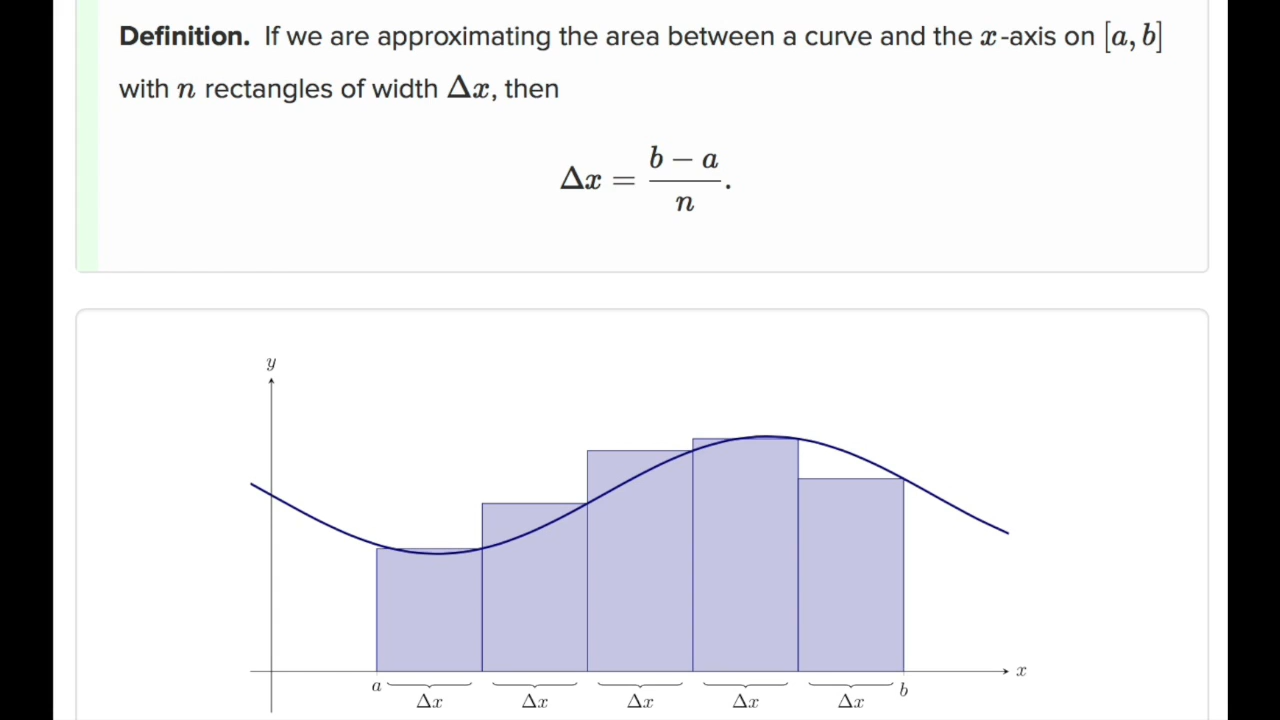 Definition. If we are approximating the area between a curve and the x-axis on [a, b]
with n rectangles of width Δx, then
Δx = (b − a)/n.
y
x
a Δx Δx Δx Δx Δx b